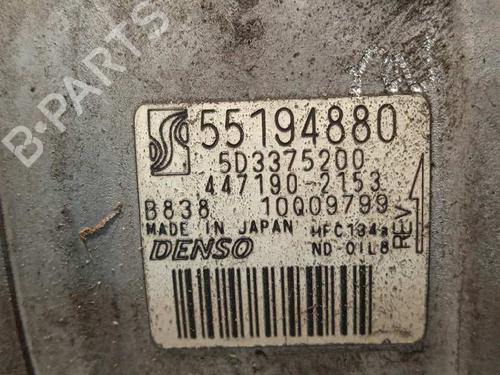 B-PARTS
55194880
5D3375200
447190-2153
B838 10Q09799
MADE IN JAPAN HFC134a
DENSO ND-OIL8
REV